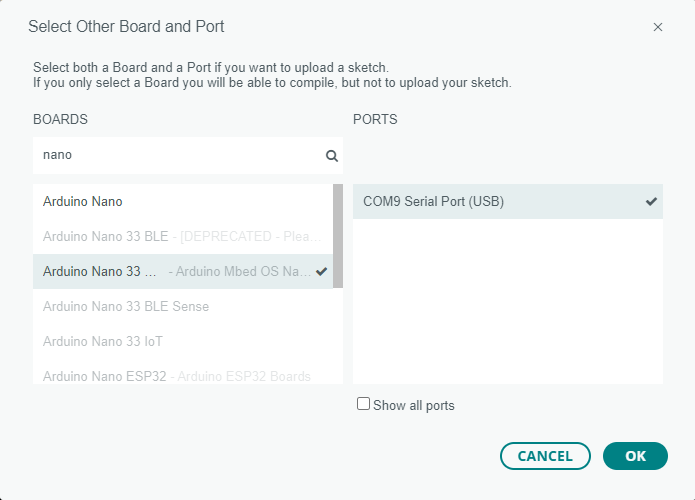 Select Other Board and Port
Select both a Board and a Port if you want to upload a sketch.
If you only select a Board you will be able to compile, but not to upload your sketch.
BOARDS
PORTS
nano
Arduino Nano
Arduino Nano 33 BLE - [DEPRECATED - Plea...
Arduino Nano 33 ... - Arduino Mbed OS Na...
Arduino Nano 33 BLE Sense
Arduino Nano 33 IoT
Arduino Nano ESP32 - Arduino ESP32 Boards
COM9 Serial Port (USB)
Show all ports
CANCEL
OK